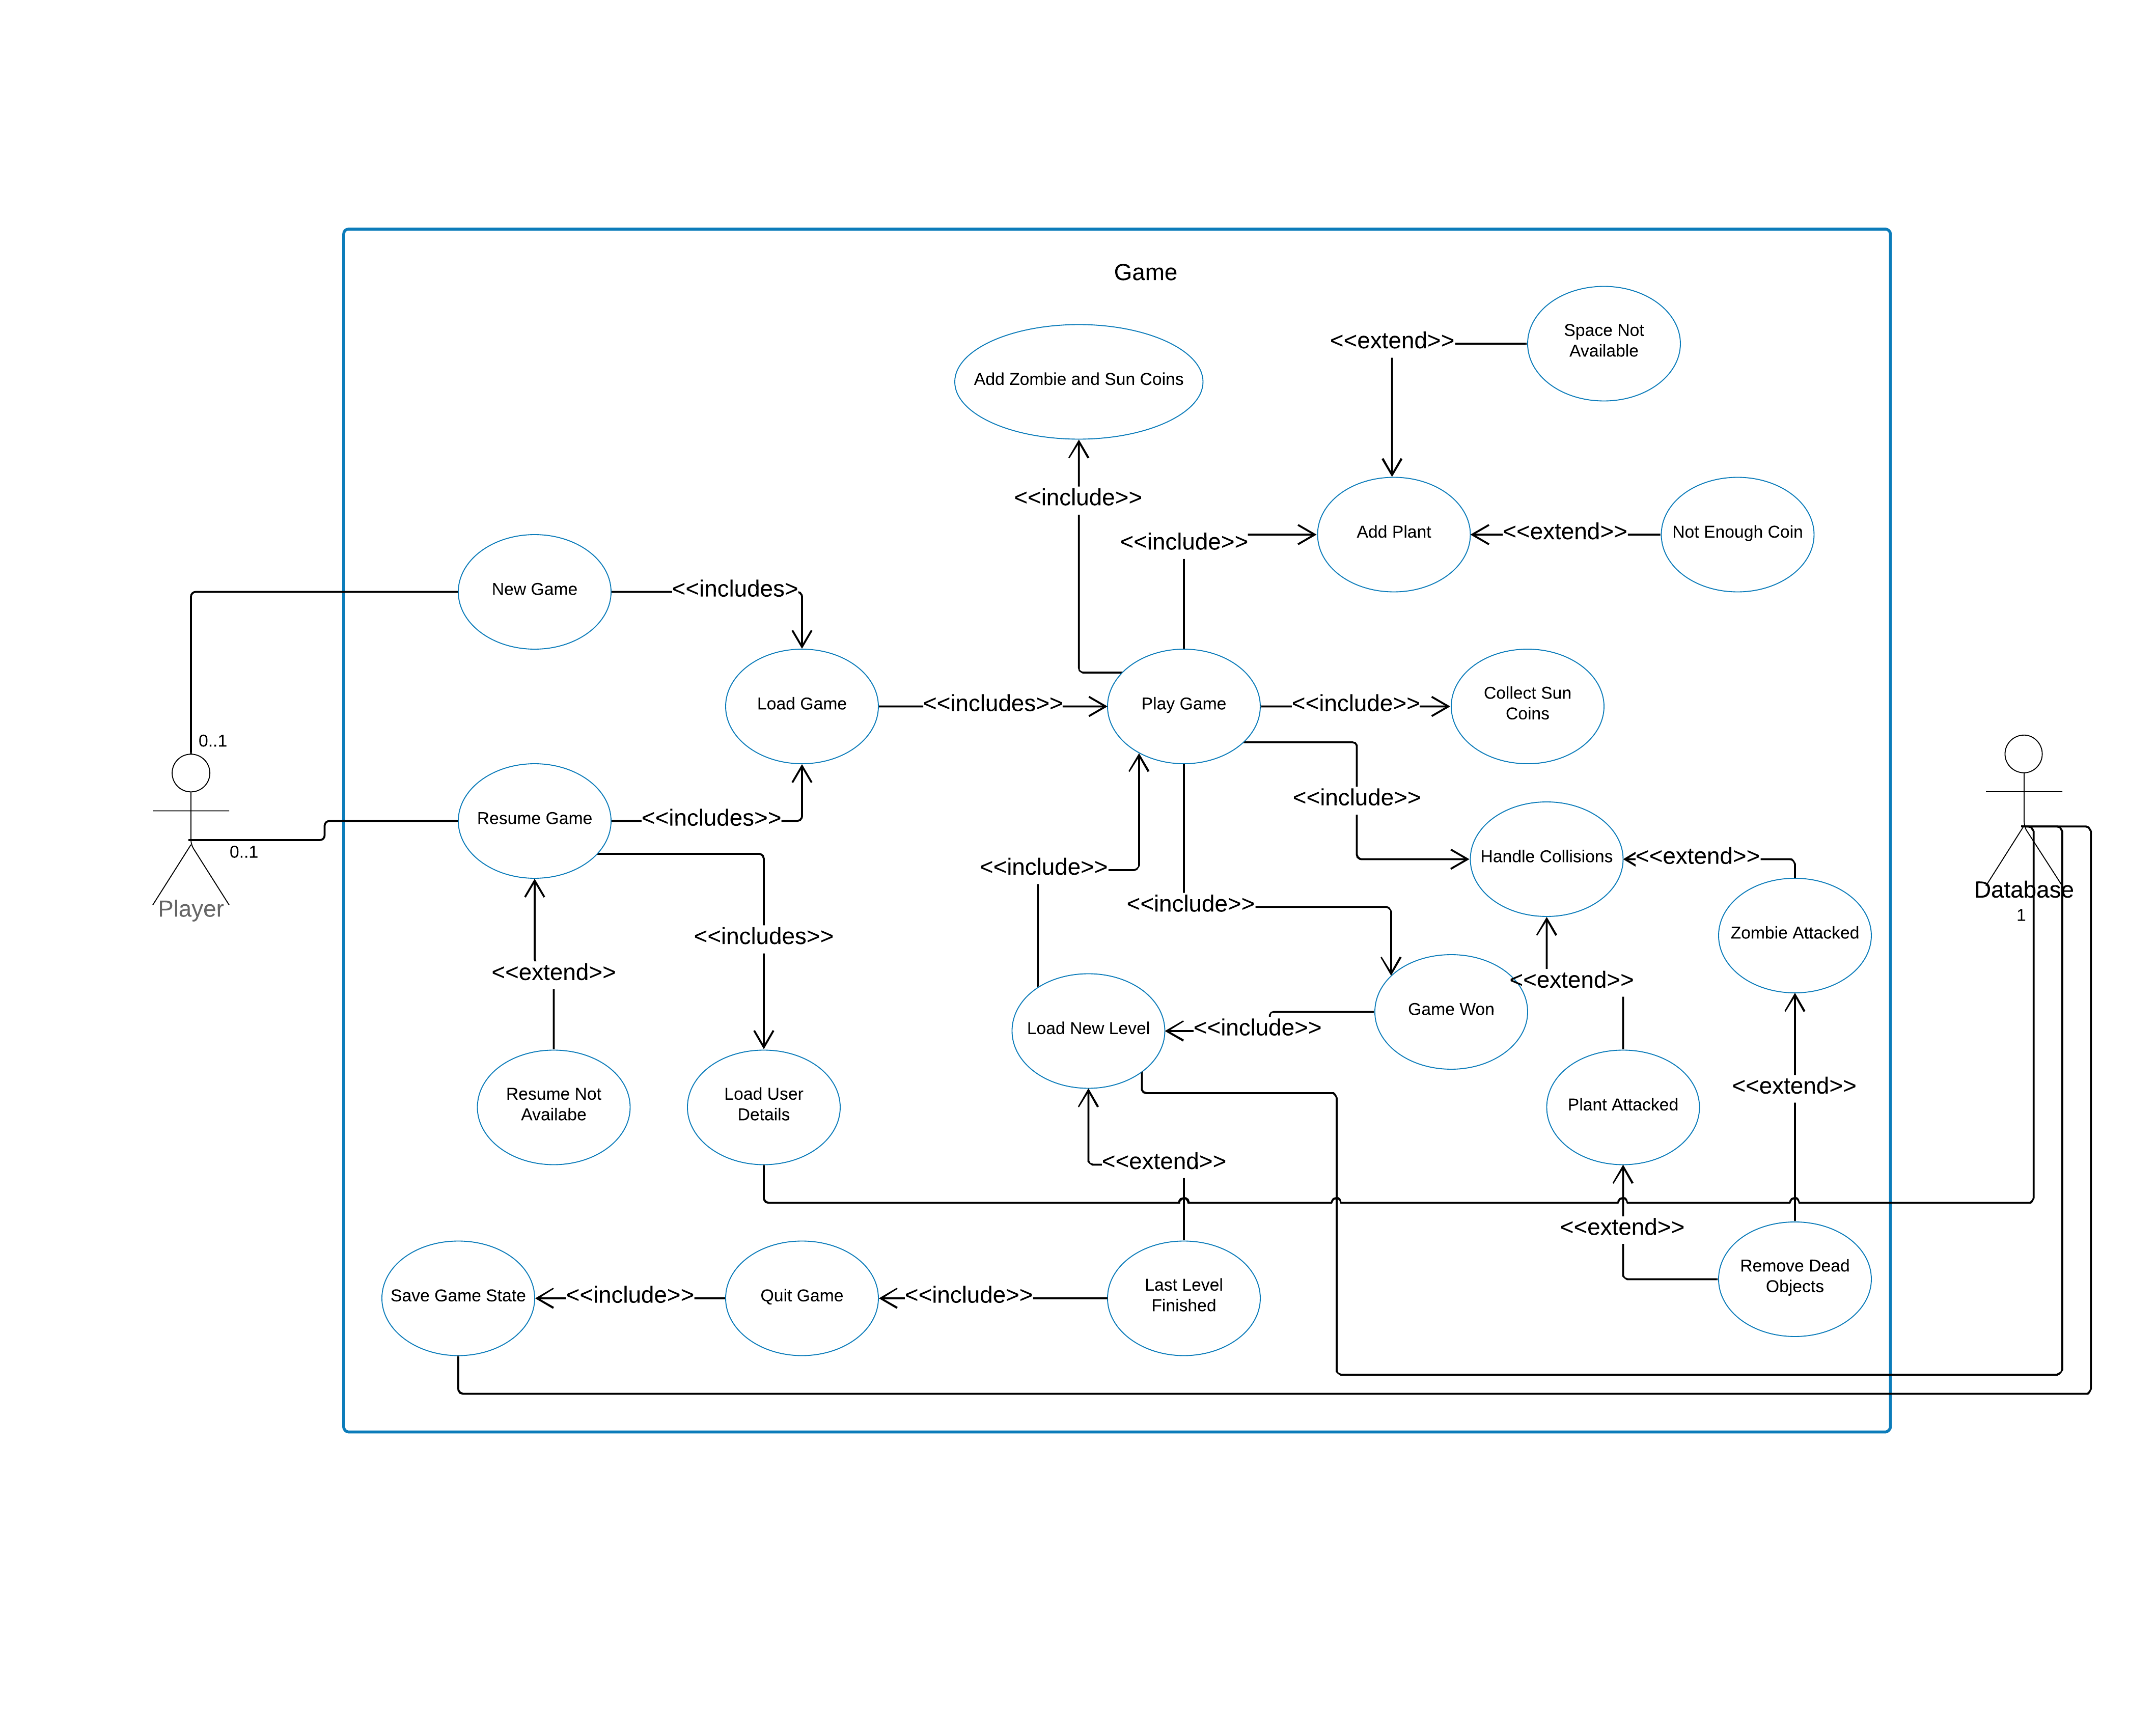 Game
Space Not
Available
<<extend>>
Add Zombie and Sun Coins
<<include>>
<<include>>
Add Plant
<<extend>>
Not Enough Coin
New Game
<<includes>
Load Game
<<includes>>
Play Game
<<include>>
Collect Sun
Coins
0..1
Resume Game
<<includes>>
<<include>>
0..1
Player
<<include>>
Handle Collisions
<<extend>>
Database
1
<<include>>
Zombie Attacked
<<includes>>
<<extend>>
<<extend>>
Game Won
Load New Level
<<include>>
Resume Not
Availabe
Load User
Details
Plant Attacked
<<extend>>
<<extend>>
<<extend>>
Save Game State
<<include>>
Quit Game
<<include>>
Last Level
Finished
Remove Dead
Objects